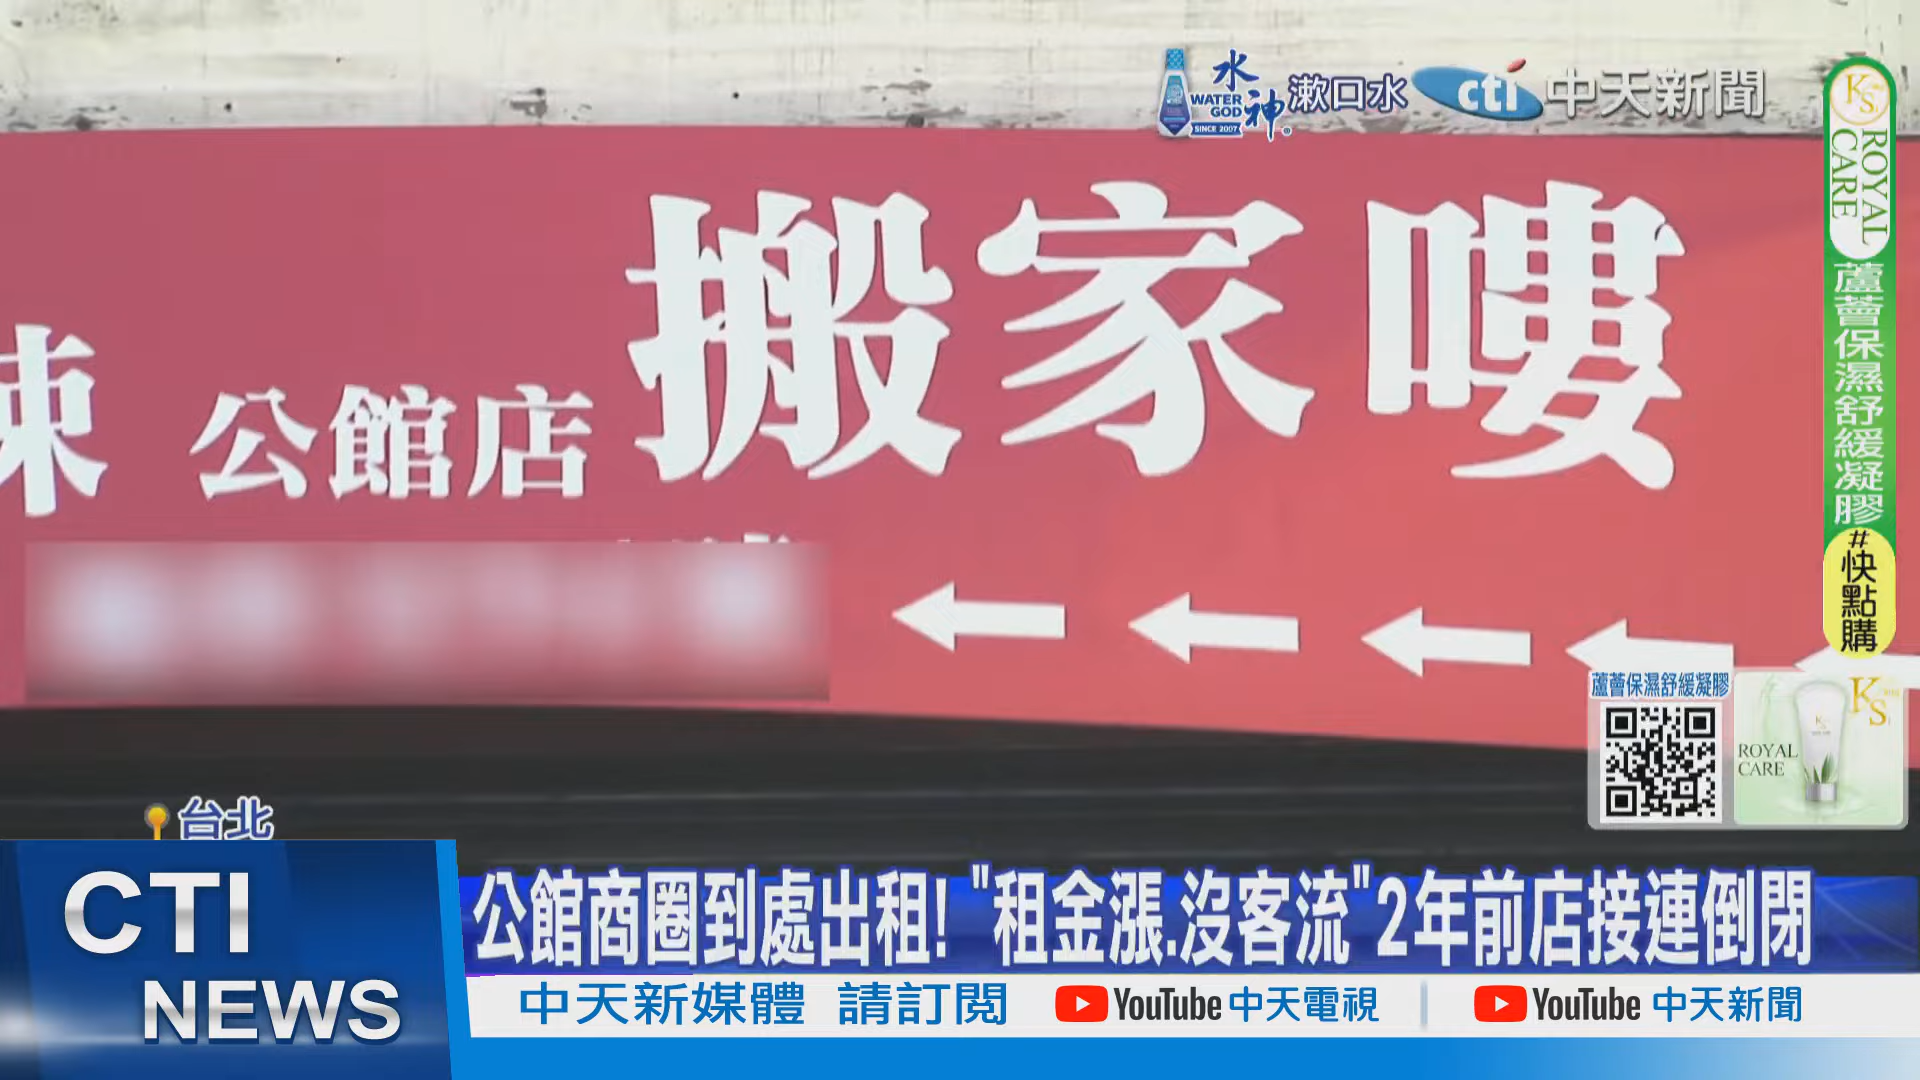 水神
WATER GOD
SINCE 2007
漱口水
cti 中天新聞
KS
ROYAL CARE
蘆薈保濕舒緩凝膠
#快點購
搬家嘍
公館店
蘆薈保濕舒緩凝膠
KS
ROYAL CARE
台北
CTI NEWS
公館商圈到處出租! "租金漲.沒客流"2年前店接連倒閉
中天新媒體 請訂閱
YouTube 中天電視
YouTube 中天新聞